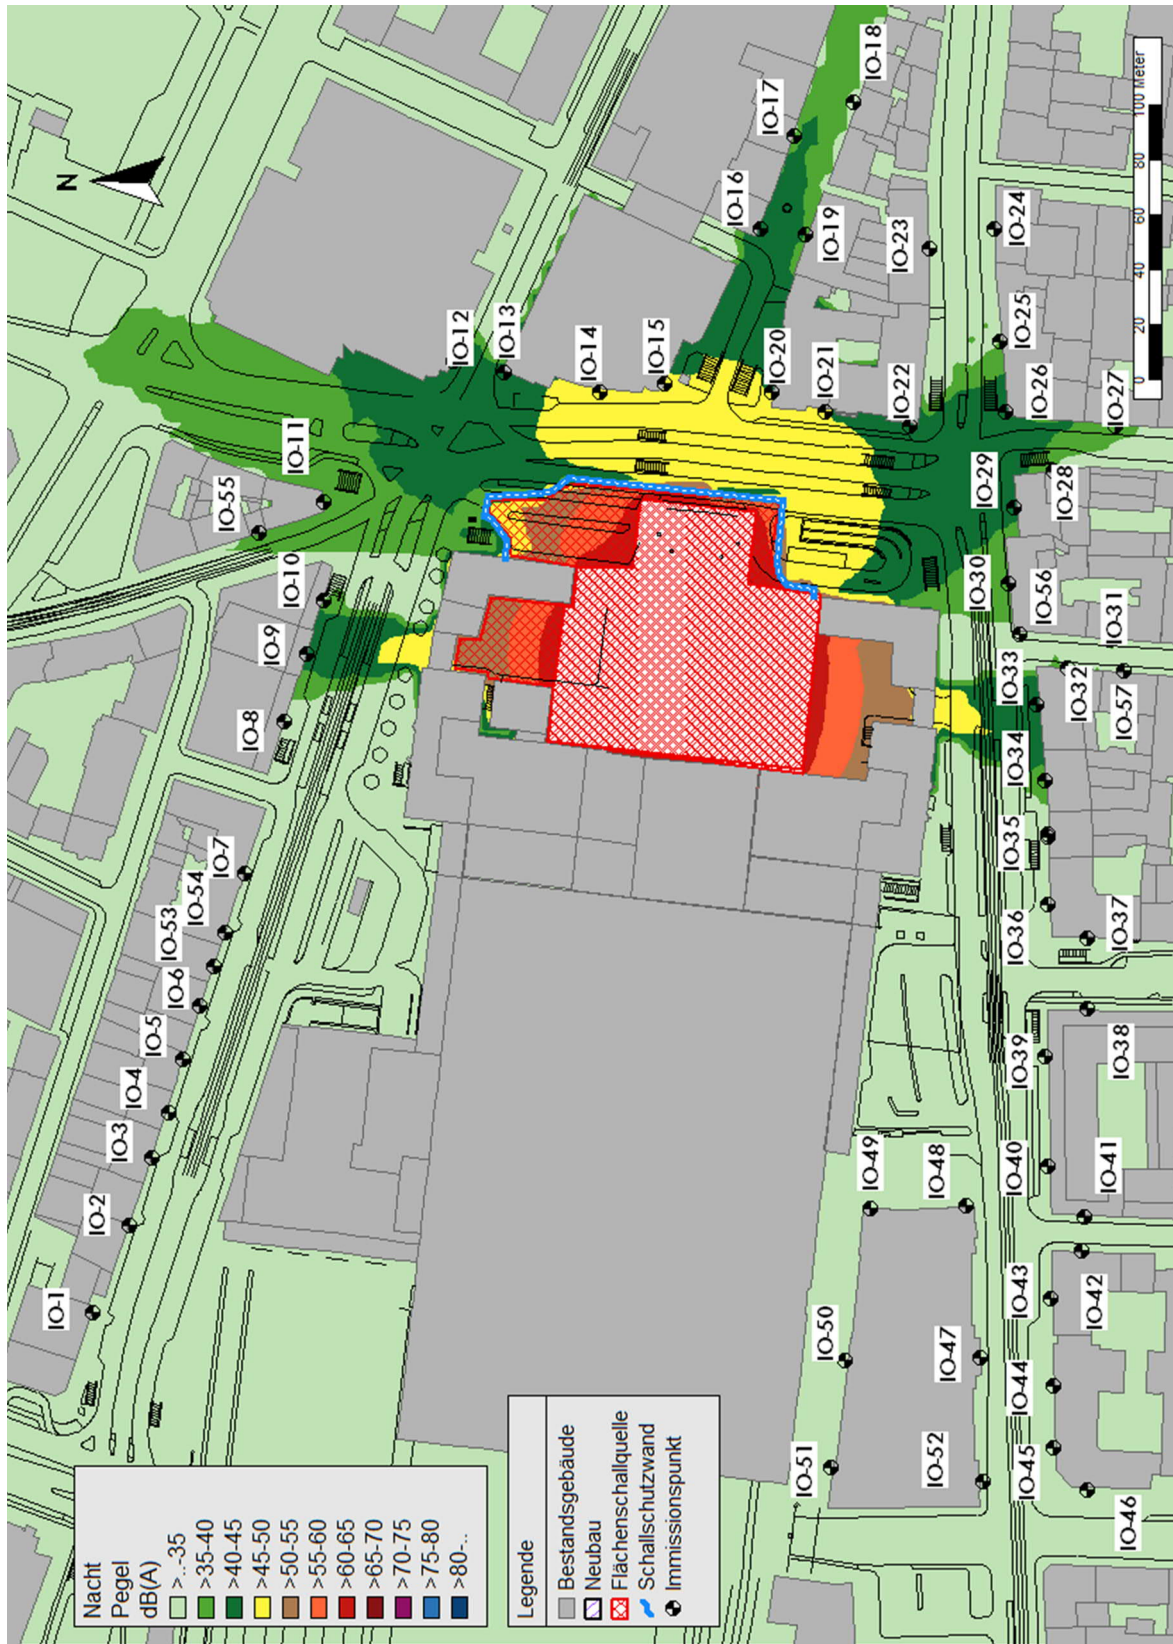 Nacht
Pegel
dB(A)
>..-35
>35-40
>40-45
>45-50
>50-55
>55-60
>60-65
>65-70
>70-75
>75-80
>80-..
Legende
Bestandsgebäude
Neubau
Flächenschallquelle
Schallschutzwand
Immissionspunkt
N
IO-1
IO-2
IO-3
IO-4
IO-5
IO-6
IO-53
IO-54
IO-7
IO-8
IO-9
IO-10
IO-55
IO-11
IO-12
IO-13
IO-14
IO-15
IO-16
IO-17
IO-18
IO-19
IO-20
IO-21
IO-22
IO-23
IO-24
IO-25
IO-26
IO-27
IO-28
IO-29
IO-30
IO-56
IO-31
IO-32
IO-57
IO-33
IO-34
IO-35
IO-36
IO-37
IO-38
IO-39
IO-40
IO-41
IO-42
IO-43
IO-44
IO-45
IO-46
IO-47
IO-48
IO-49
IO-50
IO-51
IO-52
0 20 40 60 80 100 Meter